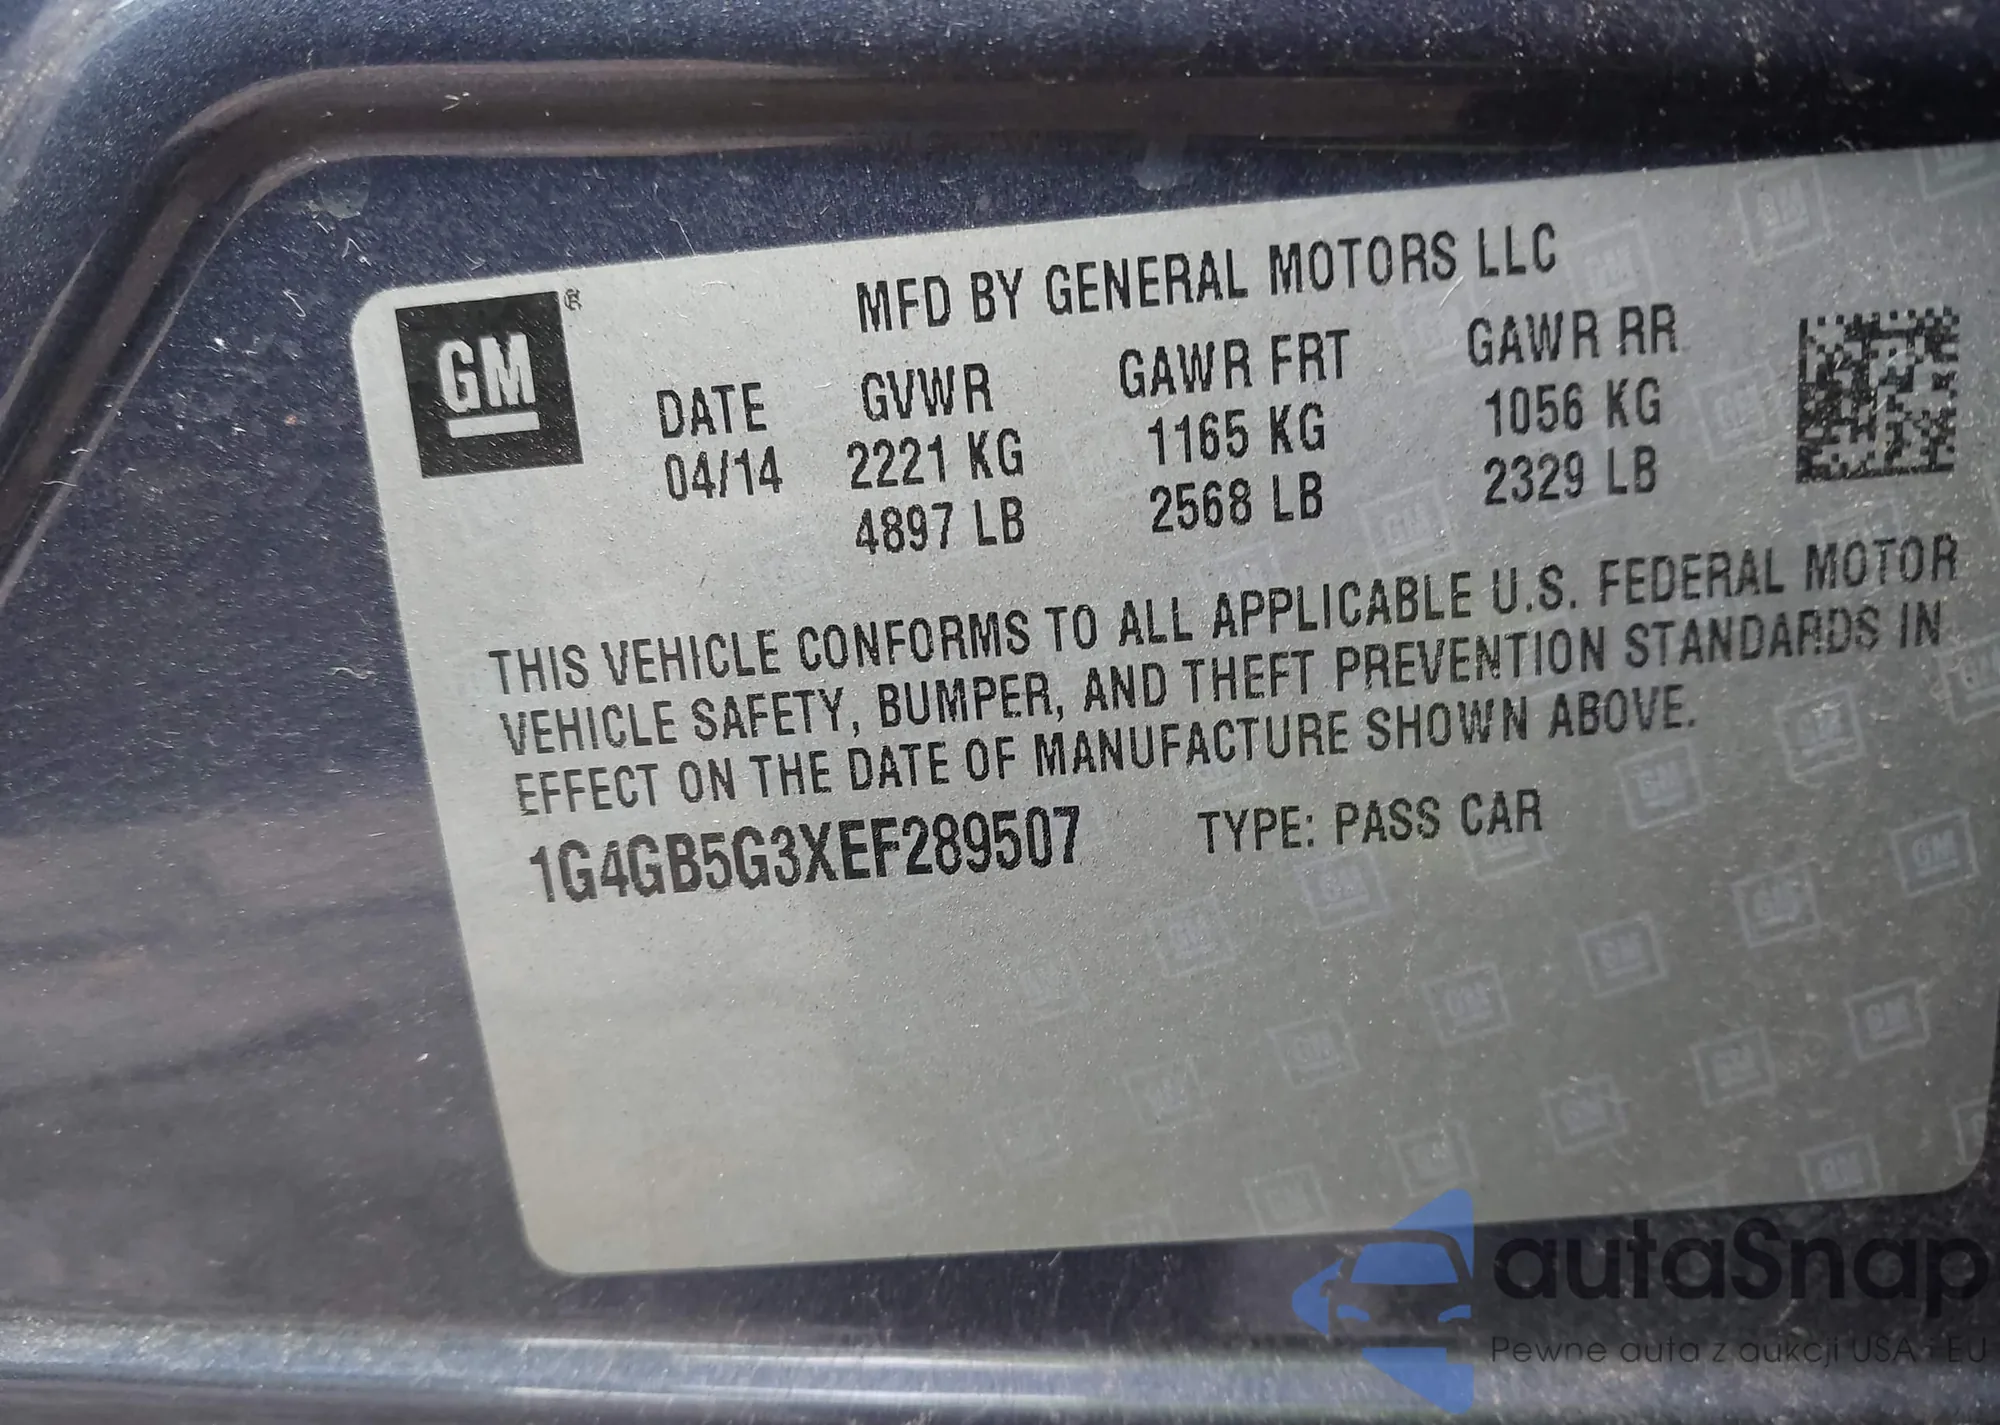 GM®
MFD BY GENERAL MOTORS LLC
DATE GVWR GAWR FRT GAWR RR
04/14 2221 KG 1165 KG 1056 KG
4897 LB 2568 LB 2329 LB
THIS VEHICLE CONFORMS TO ALL APPLICABLE U.S. FEDERAL MOTOR
VEHICLE SAFETY, BUMPER, AND THEFT PREVENTION STANDARDS IN
EFFECT ON THE DATE OF MANUFACTURE SHOWN ABOVE.
1G4GB5G3XEF289507 TYPE: PASS CAR
autaSnap
Pewne auta z aukcji USA i EU